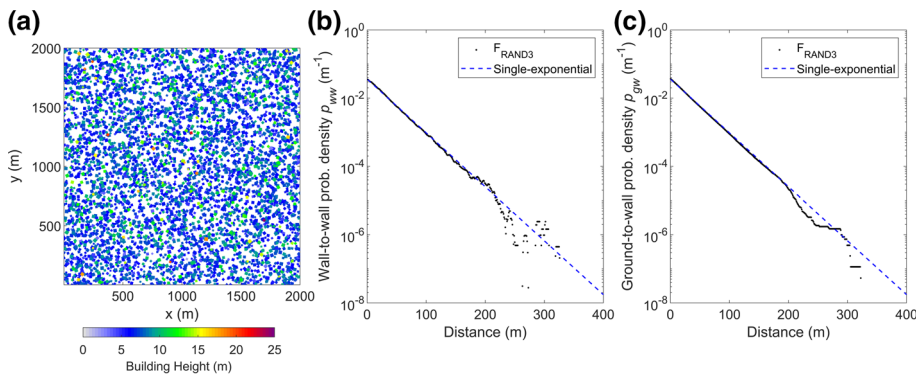 (a)
2000
1500
1000
500
y (m)
500 1000 1500 2000
x (m)
0 5 10 15 20 25
Building Height (m)
(b)
10^0
10^-2
10^-4
10^-6
10^-8
Wall-to-wall prob. density p_ww (m^-1)
F_RAND3
Single-exponential
0 100 200 300 400
Distance (m)
(c)
10^0
10^-2
10^-4
10^-6
10^-8
Ground-to-wall prob. density p_gw (m^-1)
F_RAND3
Single-exponential
0 100 200 300 400
Distance (m)